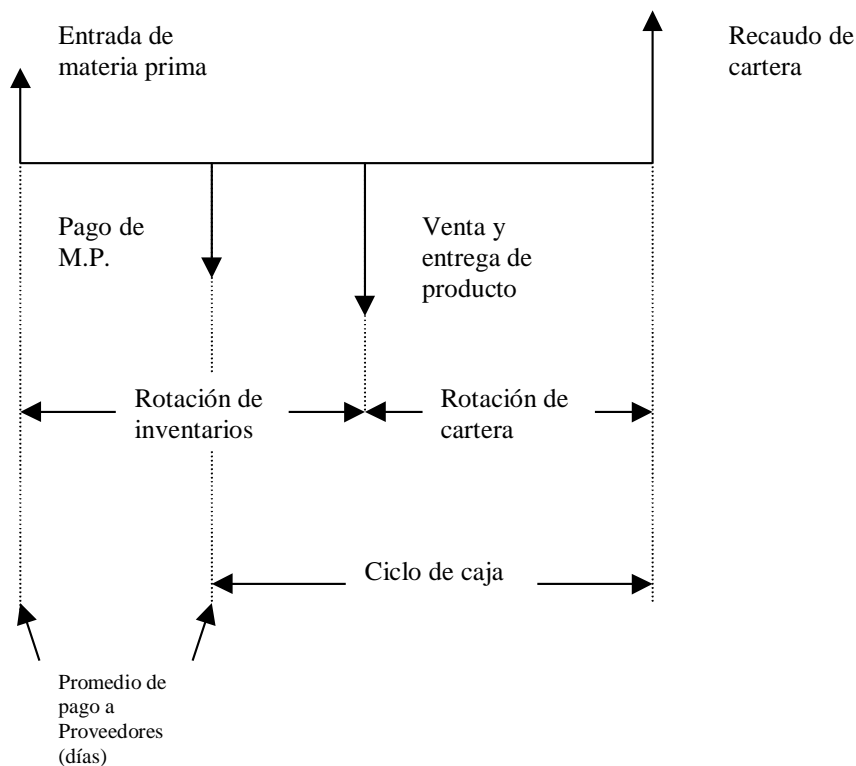 Entrada de
materia prima
Recaudo de
cartera
Pago de
M.P.
Venta y
entrega de
producto
Rotación de
inventarios
Rotación de
cartera
Ciclo de caja
Promedio de
pago a
Proveedores
(días)